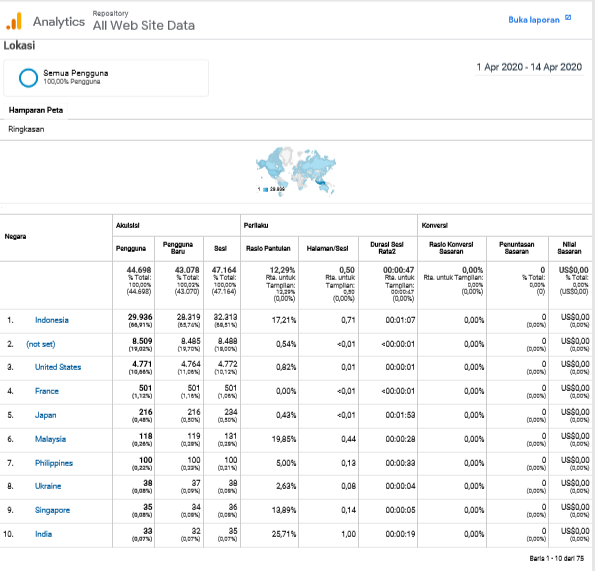 Analytics
Repository
All Web Site Data
Buka laporan
Lokasi
Semua Pengguna
100,00% Pengguna
1 Apr 2020 - 14 Apr 2020
Hamparan Peta
Ringkasan
1 29.936
Negara Akuisisi Perilaku Konversi
Pengguna Pengguna Baru Sesi Rasio Pantulan Halaman/Sesi Durasi Sesi Rata2 Rasio Konversi Sasaran Penuntasan Sasaran Nilai Sasaran
44.698 43.078 47.164 12,29% 0,50 00:00:47 0,00% 0 US$0,00
% Total: % Total: % Total: Rta. untuk Rta. untuk Rta. untuk Rta. untuk Tampilan: % Total: % Total:
100,00% 100,02% 100,00% Tampilan: Tampilan: Tampilan: 0,00% 0,00% 0,00%
(44.698) (43.070) (47.164) 12,29% 0,50 00:00:47 (0,00%) (0) (US$0,00)
(0,00%) (0,00%) (0,00%)
1. Indonesia 29.936 28.319 32.313 17,21% 0,71 00:01:07 0,00% 0 US$0,00
(66,91%) (65,74%) (68,51%) (0,00%) (0,00%)
2. (not set) 8.509 8.485 8.488 0,54% <0,01 <00:00:01 0,00% 0 US$0,00
(19,02%) (19,70%) (18,00%) (0,00%) (0,00%)
3. United States 4.771 4.764 4.772 0,82% 0,01 00:00:01 0,00% 0 US$0,00
(10,66%) (11,06%) (10,12%) (0,00%) (0,00%)
4. France 501 501 501 0,00% <0,01 <00:00:01 0,00% 0 US$0,00
(1,12%) (1,16%) (1,06%) (0,00%) (0,00%)
5. Japan 216 216 234 0,43% <0,01 00:01:53 0,00% 0 US$0,00
(0,48%) (0,50%) (0,50%) (0,00%) (0,00%)
6. Malaysia 118 119 131 19,85% 0,44 00:00:28 0,00% 0 US$0,00
(0,26%) (0,28%) (0,28%) (0,00%) (0,00%)
7. Philippines 100 100 100 5,00% 0,13 00:00:33 0,00% 0 US$0,00
(0,22%) (0,23%) (0,21%) (0,00%) (0,00%)
8. Ukraine 38 37 38 2,63% 0,08 00:00:04 0,00% 0 US$0,00
(0,08%) (0,09%) (0,08%) (0,00%) (0,00%)
9. Singapore 35 34 36 13,89% 0,14 00:00:05 0,00% 0 US$0,00
(0,08%) (0,08%) (0,08%) (0,00%) (0,00%)
10. India 33 32 35 25,71% 1,00 00:00:19 0,00% 0 US$0,00
(0,07%) (0,07%) (0,07%) (0,00%) (0,00%)
Baris 1 - 10 dari 75